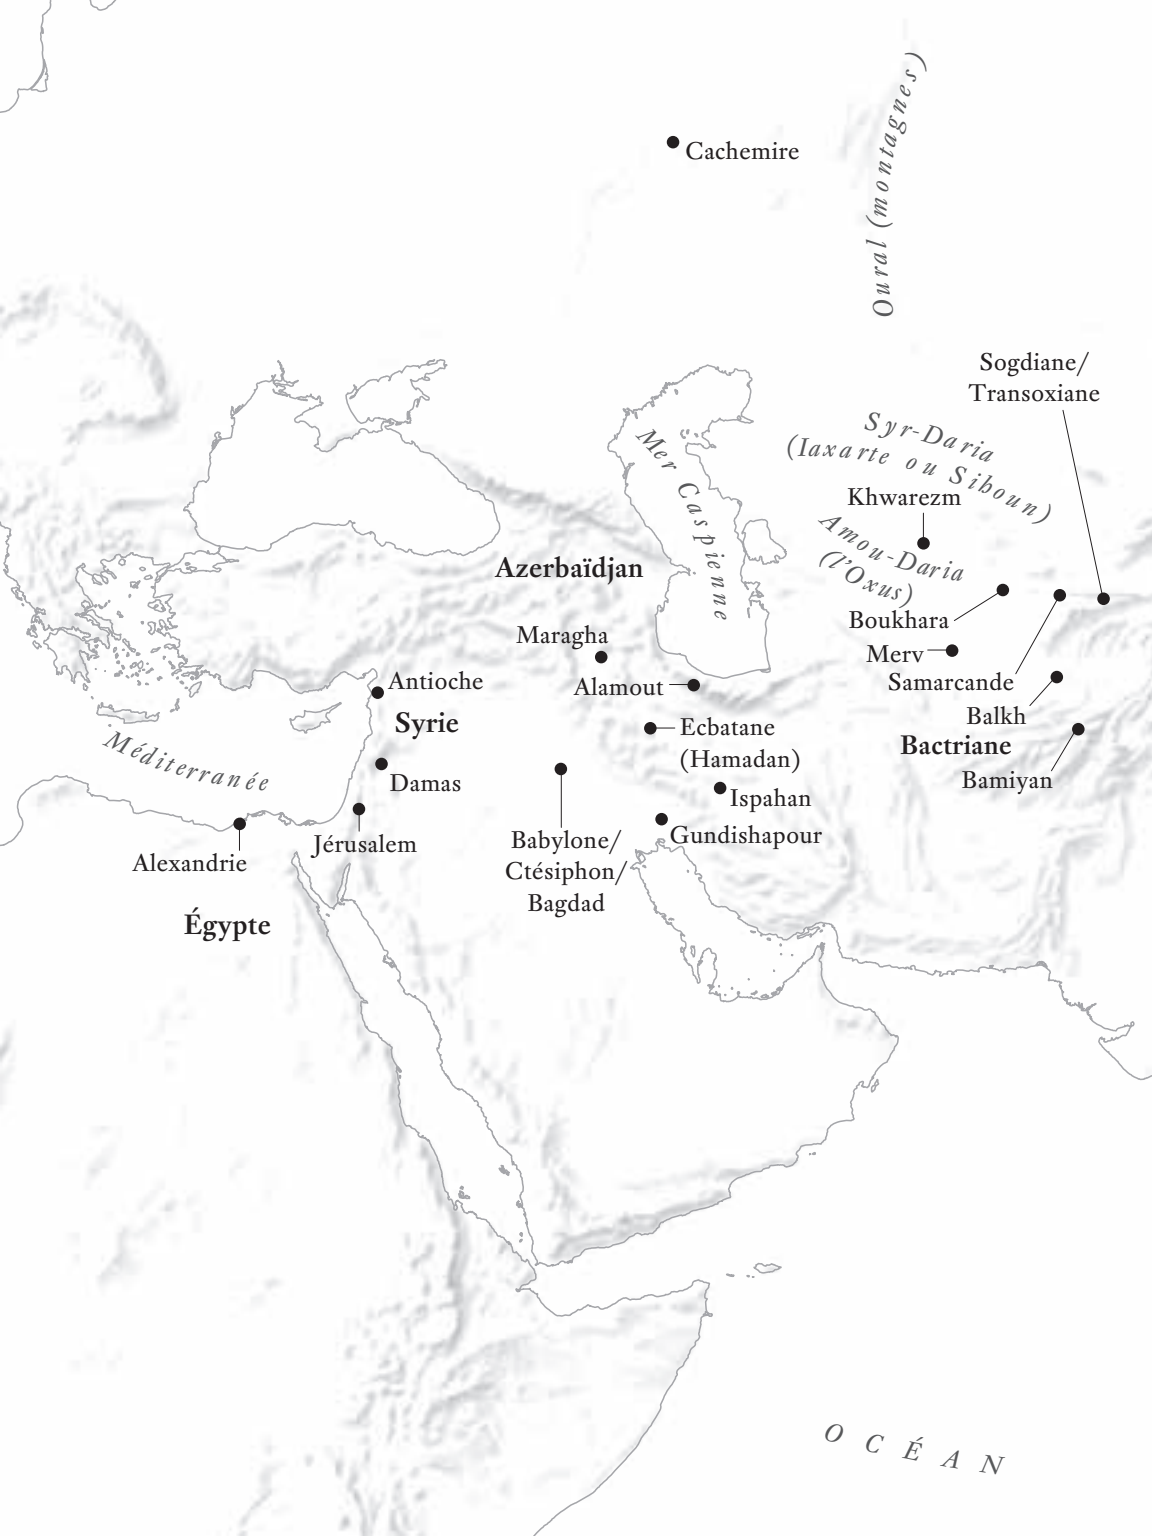 Cachemire
Oural (montagnes)
Sogdiane/
Transoxiane
Syr-Daria
(Iaxarte ou Sihoun)
Mer Caspienne
Khwarezm
Amou-Daria
(l'Oxus)
Azerbaïdjan
Boukhara
Maragha
Merv
Antioche
Alamout
Samarcande
Syrie
Balkh
Ecbatane
(Hamadan)
Bactriane
Méditerranée
Damas
Bamiyan
Ispahan
Jérusalem
Babylone/
Ctésiphon/
Bagdad
Gundishapour
Alexandrie
Égypte
OCÉAN